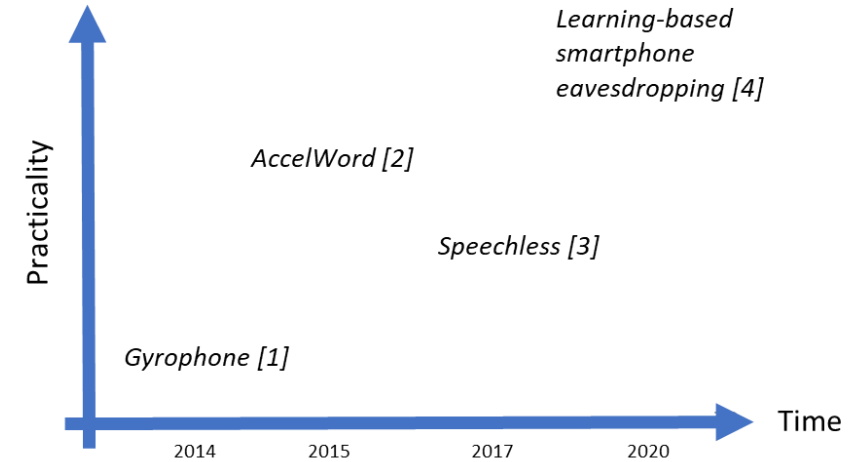 Learning-based
smartphone
eavesdropping [4]
AccelWord [2]
Practicality
Speechless [3]
Gyrophone [1]
Time
2014
2015
2017
2020